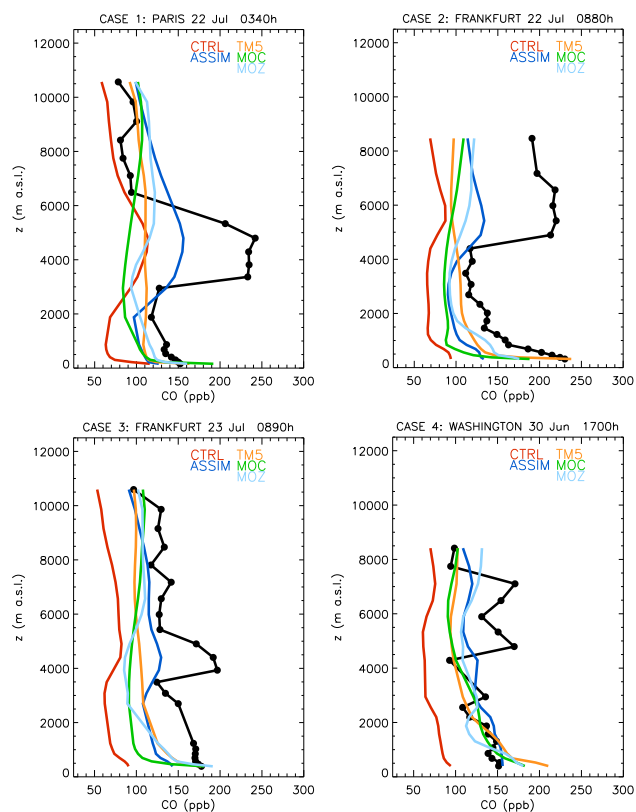 CASE 1: PARIS 22 Jul 0340h
CTRL TM5
ASSIM MOC
MOZ
z (m a.s.l.)
12000
10000
8000
6000
4000
2000
0
50 100 150 200 250 300
CO (ppb)
CASE 2: FRANKFURT 22 Jul 0880h
CTRL TM5
ASSIM MOC
MOZ
z (m a.s.l.)
12000
10000
8000
6000
4000
2000
0
50 100 150 200 250 300
CO (ppb)
CASE 3: FRANKFURT 23 Jul 0890h
CTRL TM5
ASSIM MOC
MOZ
z (m a.s.l.)
12000
10000
8000
6000
4000
2000
0
50 100 150 200 250 300
CO (ppb)
CASE 4: WASHINGTON 30 Jun 1700h
CTRL TM5
ASSIM MOC
MOZ
z (m a.s.l.)
12000
10000
8000
6000
4000
2000
0
50 100 150 200 250 300
CO (ppb)